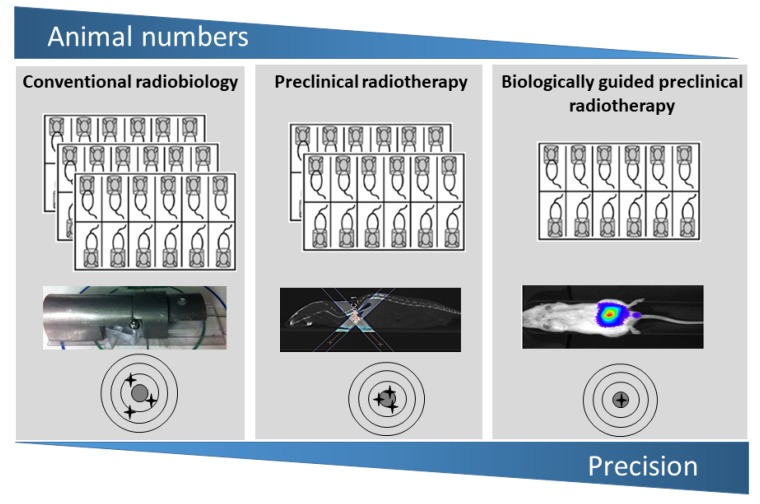 Animal numbers
Conventional radiobiology
Preclinical radiotherapy
Biologically guided preclinical
radiotherapy
Precision